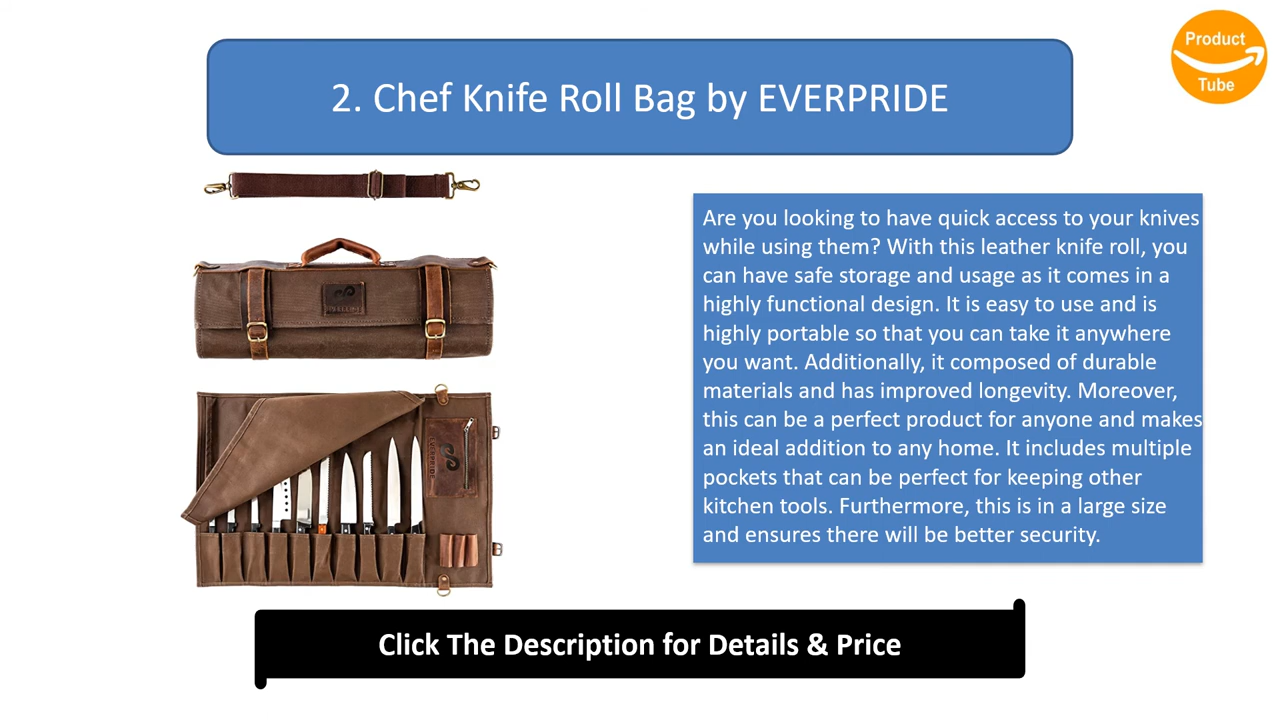 Product
Tube
2. Chef Knife Roll Bag by EVERPRIDE
Are you looking to have quick access to your knives
while using them? With this leather knife roll, you
can have safe storage and usage as it comes in a
highly functional design. It is easy to use and is
highly portable so that you can take it anywhere
you want. Additionally, it composed of durable
materials and has improved longevity. Moreover,
this can be a perfect product for anyone and makes
an ideal addition to any home. It includes multiple
pockets that can be perfect for keeping other
kitchen tools. Furthermore, this is in a large size
and ensures there will be better security.
Click The Description for Details & Price